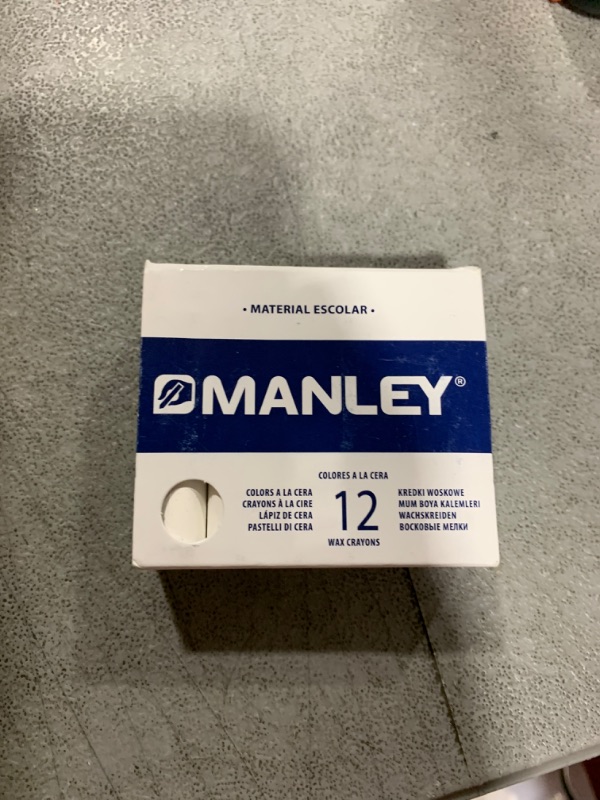 • MATERIAL ESCOLAR •
MANLEY®
COLORES A LA CERA
12
WAX CRAYONS
COLORS A LA CERA
CRAYONS À LA CIRE
LÁPIZ DE CERA
PASTELLI DI CERA
KREDKI WOSKOWE
MUM BOYA KALEMLERI
WACHSKREIDEN
ВОСКОВЫЕ МЕЛКИ